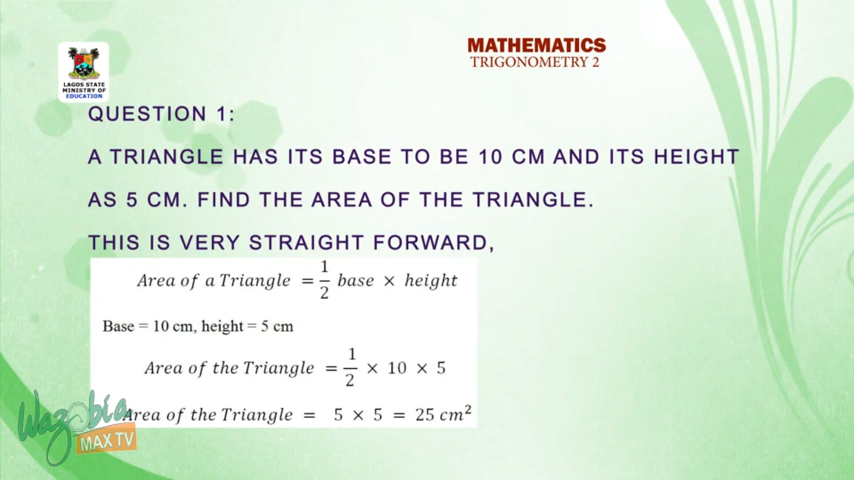 MATHEMATICS
TRIGONOMETRY 2
LAGOS STATE
MINISTRY OF
EDUCATION
QUESTION 1:
A TRIANGLE HAS ITS BASE TO BE 10 CM AND ITS HEIGHT
AS 5 CM. FIND THE AREA OF THE TRIANGLE.
THIS IS VERY STRAIGHT FORWARD,
Area of a Triangle = 1/2 base × height
Base = 10 cm, height = 5 cm
Area of the Triangle = 1/2 × 10 × 5
Area of the Triangle = 5 × 5 = 25 cm²
Wazobia
MAX TV